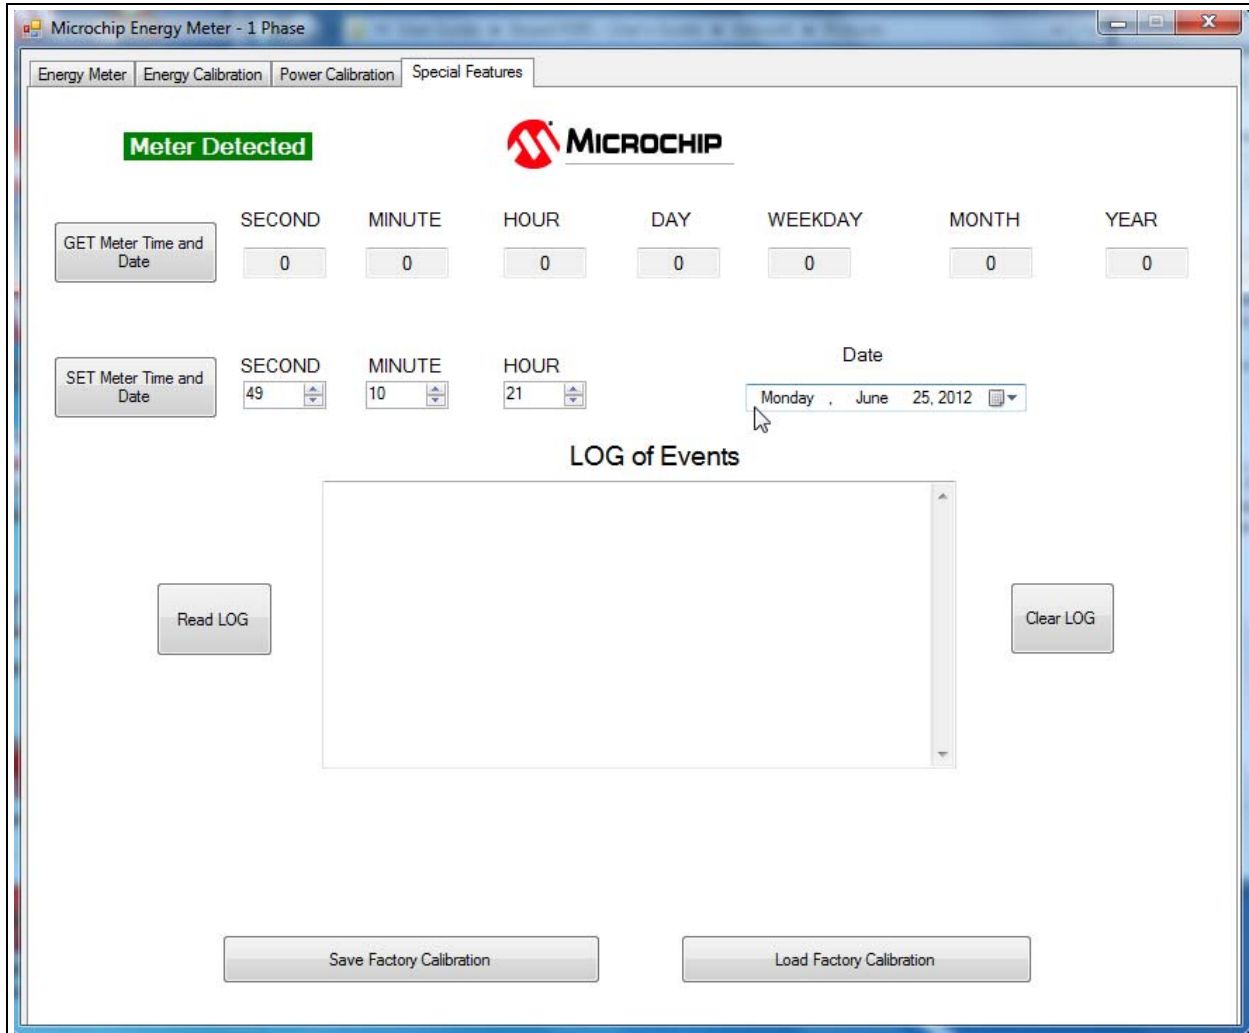 Microchip Energy Meter - 1 Phase
Energy Meter Energy Calibration Power Calibration Special Features
Meter Detected
MICROCHIP
SECOND MINUTE HOUR DAY WEEKDAY MONTH YEAR
GET Meter Time and
Date
0 0 0 0 0 0 0
Date
SECOND MINUTE HOUR
SET Meter Time and
Date
49 10 21 Monday , June 25, 2012
LOG of Events
Read LOG
Clear LOG
Save Factory Calibration Load Factory Calibration